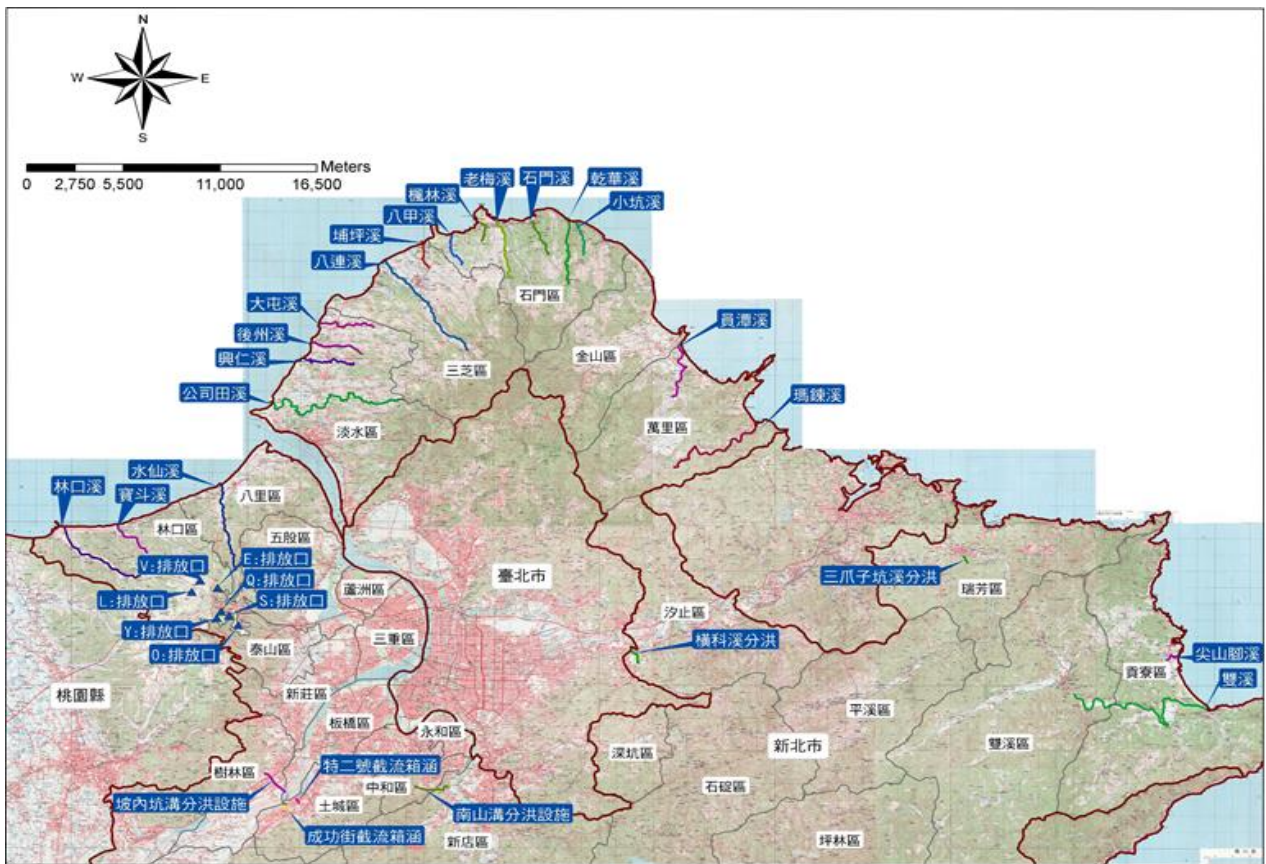 N
W
E
S
Meters
0
2,750
5,500
11,000
16,500
老梅溪
石門溪
乾華溪
楓林溪
小坑溪
八甲溪
埔坪溪
八連溪
石門區
大屯溪
員潭溪
後州溪
金山區
興仁溪
三芝區
公司田溪
瑪鋉溪
淡水區
萬里區
水仙溪
林口溪
寶斗溪
八里區
林口區
五股區
V:排放口
E:排放口
Q:排放口
臺北市
三爪子坑溪分洪
L:排放口
S:排放口
蘆洲區
瑞芳區
汐止區
Y:排放口
三重區
橫科溪分洪
O:排放口
泰山區
尖山腳溪
貢寮區
桃園縣
新莊區
雙溪
板橋區
永和區
平溪區
深坑區
新北市
雙溪區
特二號截流箱涵
樹林區
中和區
石碇區
坡內坑溝分洪設施
土城區
南山溝分洪設施
成功街截流箱涵
新店區
坪林區